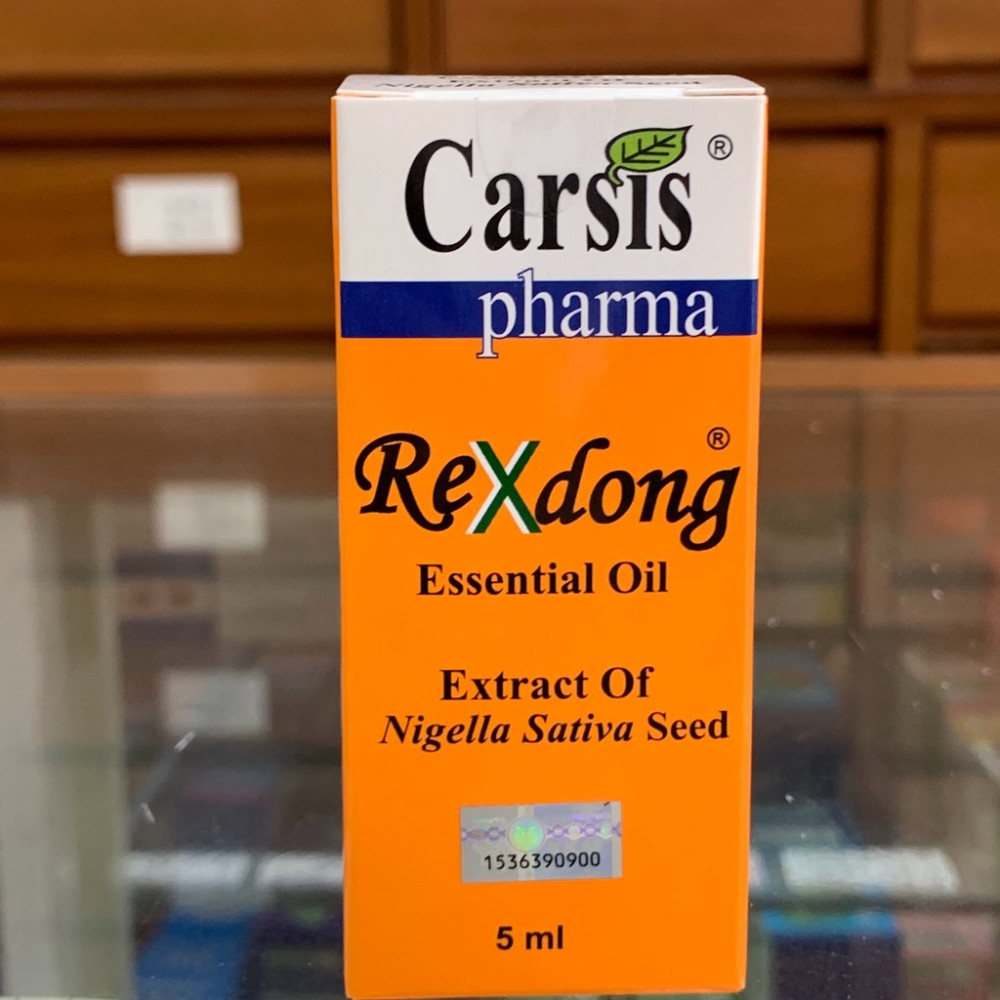 Carsis ®
pharma
ReXdong ®
Essential Oil
Extract Of
Nigella Sativa Seed
1536390900
5 ml